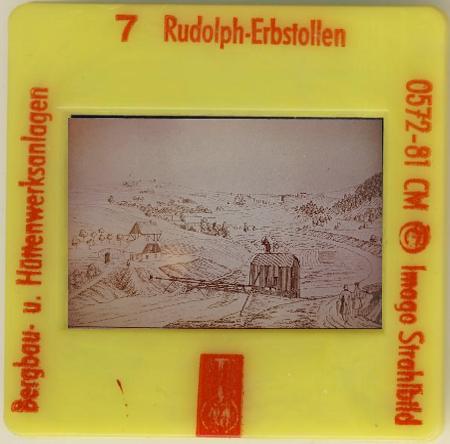 7 Rudolph-Erbstollen
Bergbau- u. Hüttenwerksanlagen
0572-81 CM © Imago Strahlbild